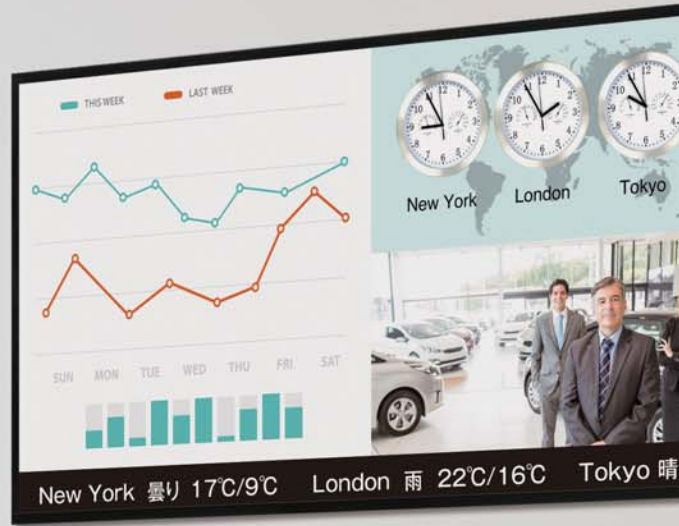 THIS WEEK LAST WEEK
SUN MON TUE WED THU FRI SAT
New York London Tokyo
New York 曇り 17℃/9℃ London 雨 22℃/16℃ Tokyo 晴